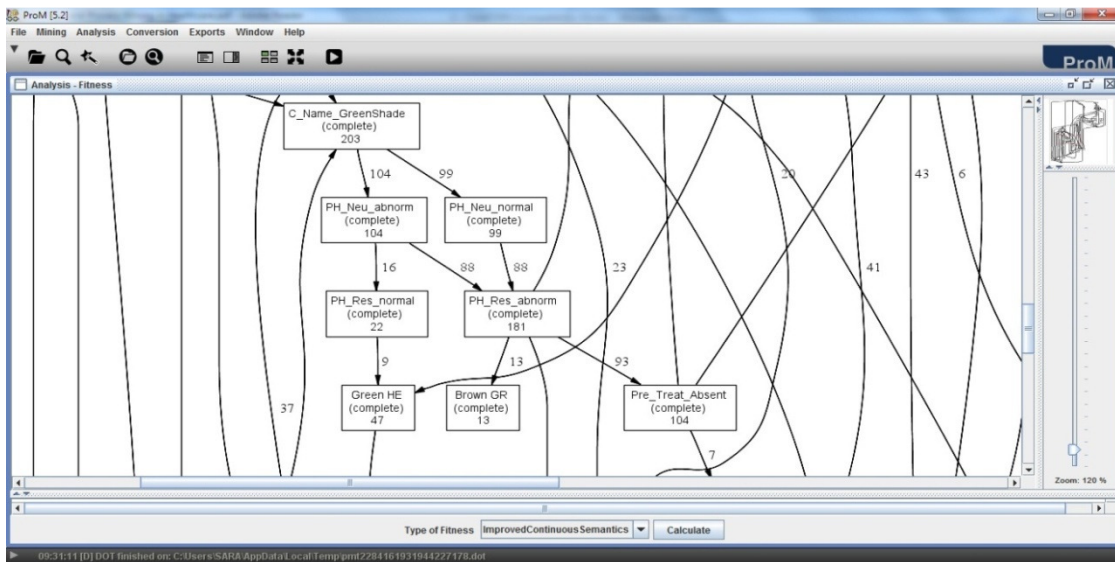 ProM [5.2]
File Mining Analysis Conversion Exports Window Help
ProM
Analysis - Fitness
C_Name_GreenShade
(complete)
203
104
99
20
43
6
PH_Neu_abnorm
(complete)
104
PH_Neu_normal
(complete)
99
16
88
88
23
41
PH_Res_normal
(complete)
22
PH_Res_abnorm
(complete)
181
9
13
93
37
Green HE
(complete)
47
Brown GR
(complete)
13
Pre_Treat_Absent
(complete)
104
7
Zoom: 120 %
Type of Fitness ImprovedContinuousSemantics Calculate
09:31:11 [D] DOT finished on: C:\Users\SARA\AppData\Local\Temp\pmt2284161931944227178.dot